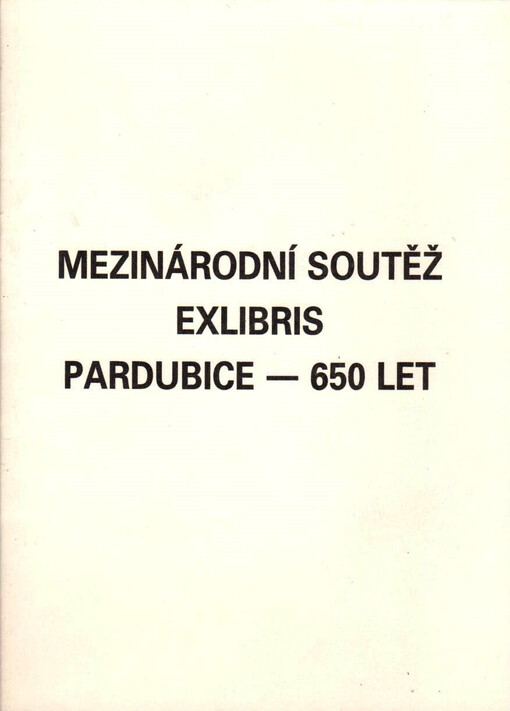 MEZINÁRODNÍ SOUTĚŽ
EXLIBRIS
PARDUBICE — 650 LET